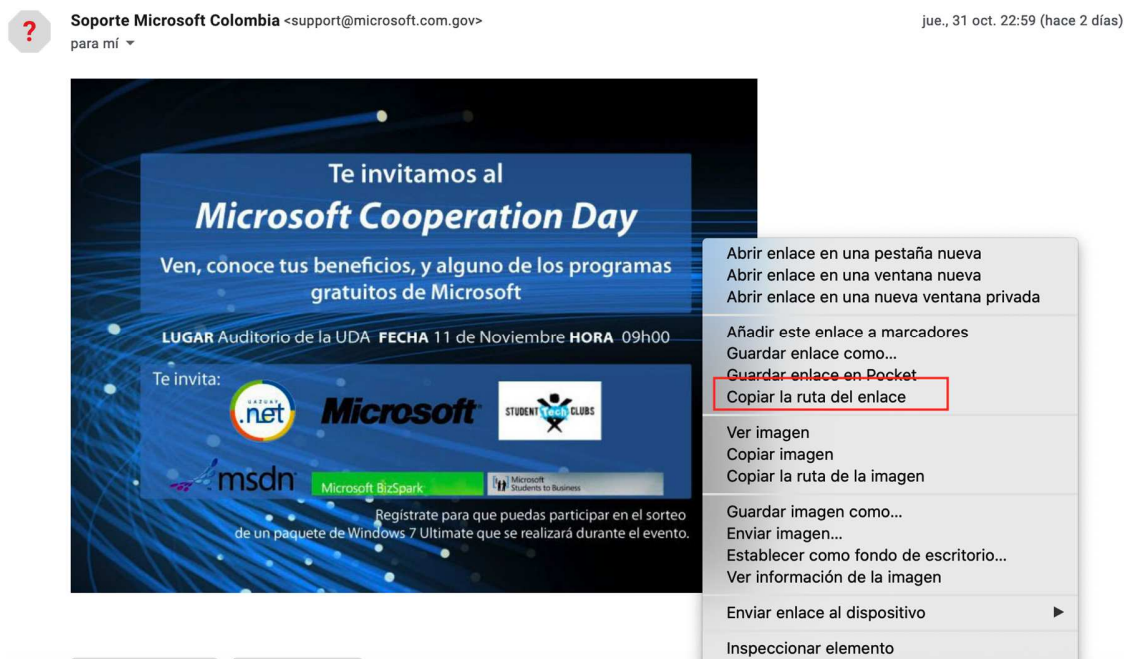 ?
Soporte Microsoft Colombia <support@microsoft.com.gov>
jue., 31 oct. 22:59 (hace 2 días)
para mí
Te invitamos al
Microsoft Cooperation Day
Ven, conoce tus beneficios, y alguno de los programas
gratuitos de Microsoft
LUGAR Auditorio de la UDA FECHA 11 de Noviembre HORA 09h00
Te invita:
AZUAY
.net
Microsoft
STUDENT Tech CLUBS
msdn
Microsoft BizSpark
Microsoft
Students to Business
Regístrate para que puedas participar en el sorteo
de un paquete de Windows 7 Ultimate que se realizará durante el evento.
Abrir enlace en una pestaña nueva
Abrir enlace en una ventana nueva
Abrir enlace en una nueva ventana privada
Añadir este enlace a marcadores
Guardar enlace como...
Guardar enlace en Pocket
Copiar la ruta del enlace
Ver imagen
Copiar imagen
Copiar la ruta de la imagen
Guardar imagen como...
Enviar imagen...
Establecer como fondo de escritorio...
Ver información de la imagen
Enviar enlace al dispositivo
Inspeccionar elemento